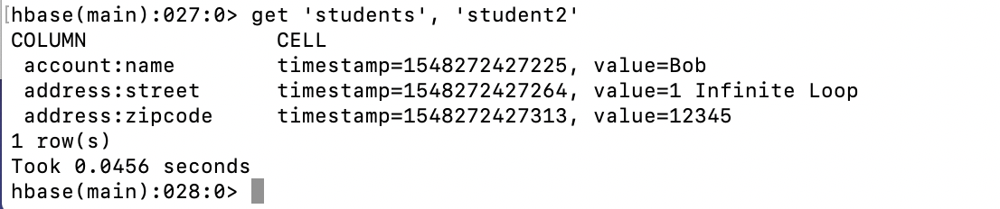 [hbase(main):027:0> get 'students', 'student2'
COLUMN                CELL
 account:name         timestamp=1548272427225, value=Bob
 address:street       timestamp=1548272427264, value=1 Infinite Loop
 address:zipcode      timestamp=1548272427313, value=12345
1 row(s)
Took 0.0456 seconds
hbase(main):028:0>